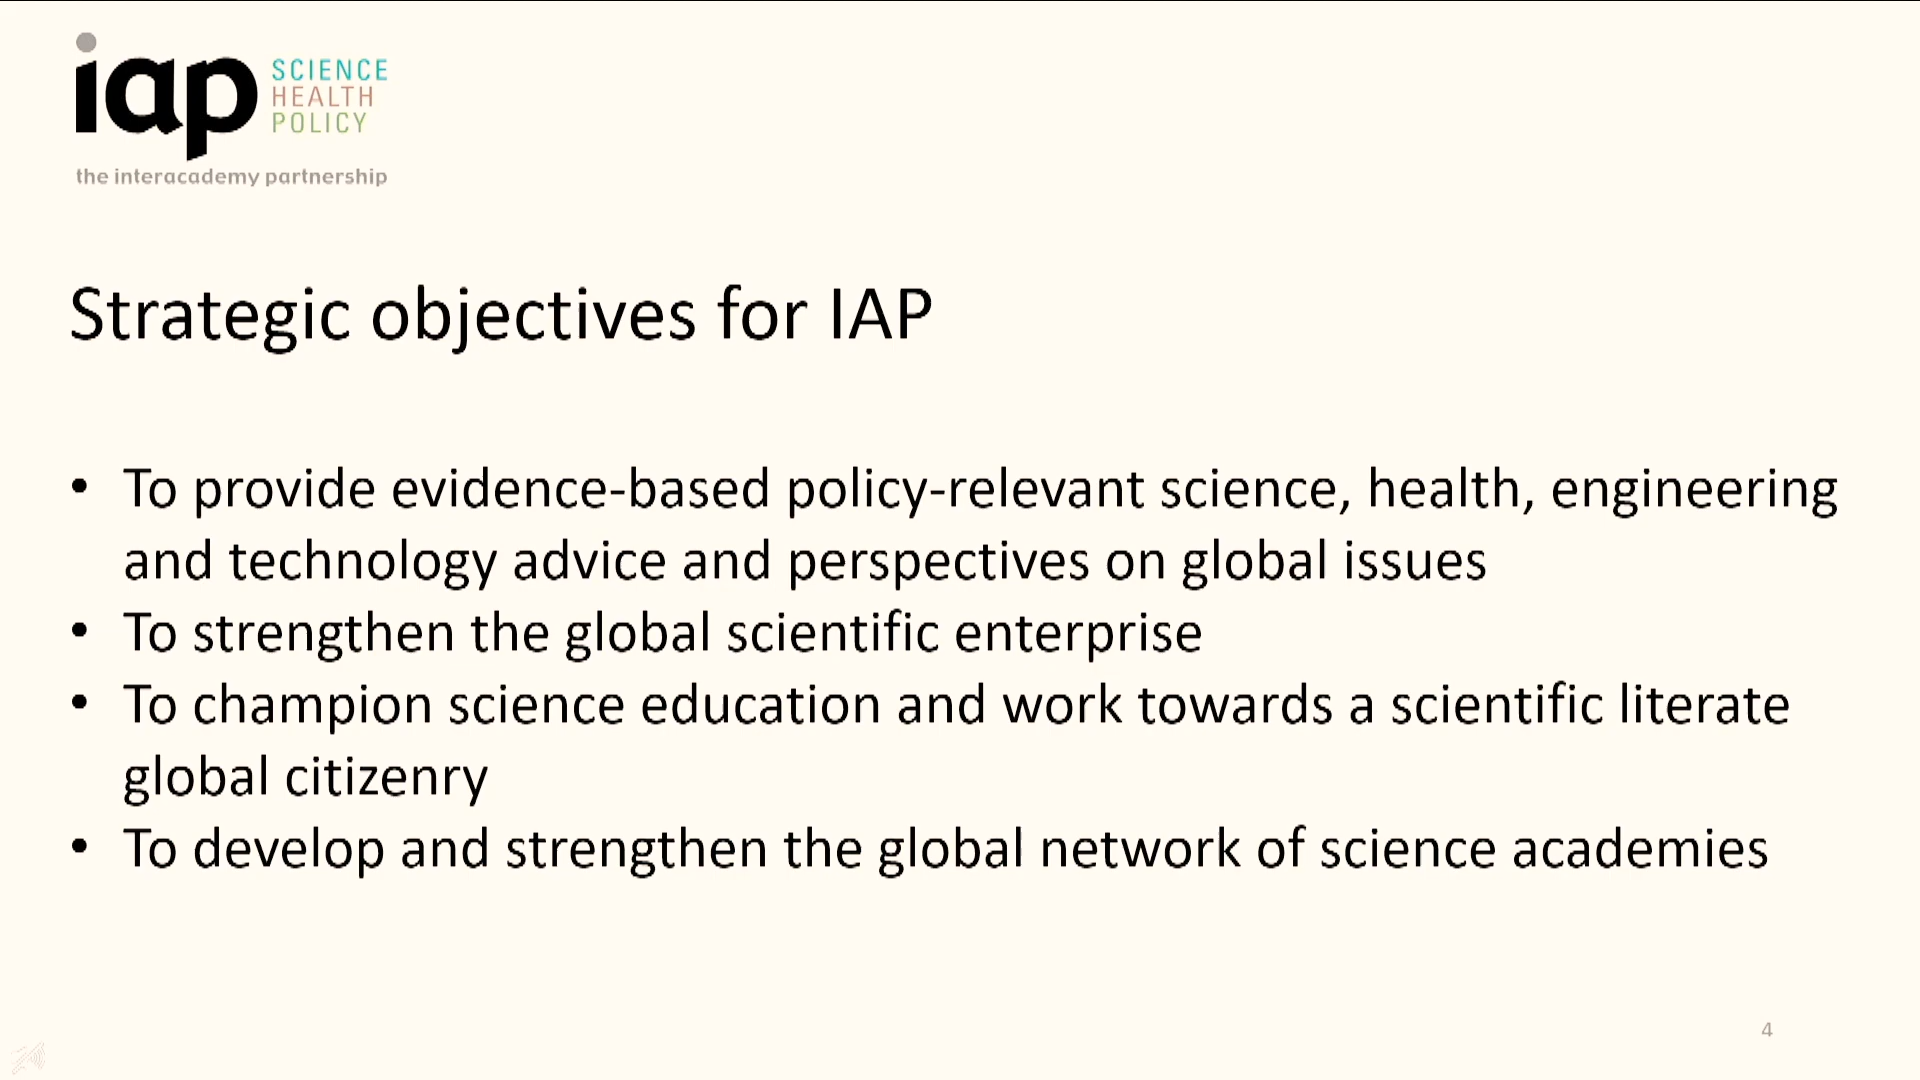 iap
SCIENCE
HEALTH
POLICY
the interacademy partnership
Strategic objectives for IAP
• To provide evidence-based policy-relevant science, health, engineering
and technology advice and perspectives on global issues
• To strengthen the global scientific enterprise
• To champion science education and work towards a scientific literate
global citizenry
• To develop and strengthen the global network of science academies
4